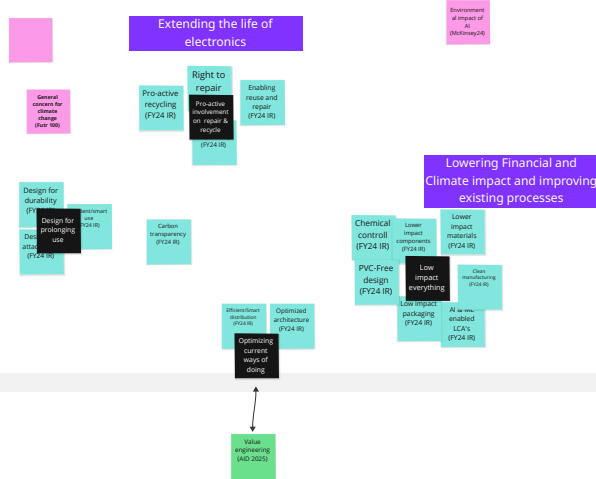 Environment
al impact of
AI
(McKinsey24)
Extending the life of
electronics
General
concern for
climate
change
(Futr 100)
Pro-active
recycling
(FY24 IR)
Right to
repair
Pro-active
involvement
on repair &
recycle
(FY24 IR)
Enabling
reuse and
repair
(FY24 IR)
Lowering Financial and
Climate impact and improving
existing processes
Design for
durability
use
Design for
prolonging
use
(FY24 IR)
Carbon
transparency
(FY24 IR)
Chemical
controll
(FY24 IR)
Lower
impact
components
(FY24 IR)
Lower
impact
materials
(FY24 IR)
PVC-Free
design
(FY24 IR)
Low
impact
everything
Clean
manufacturing
(FY24 IR)
Low impact
packaging
(FY24 IR)
AI & ML
enabled
LCA's
(FY24 IR)
Efficient/Smart
distribution
(FY24 IR)
Optimized
architecture
(FY24 IR)
Optimizing
current
ways of
doing
Value
engineering
(AID 2025)